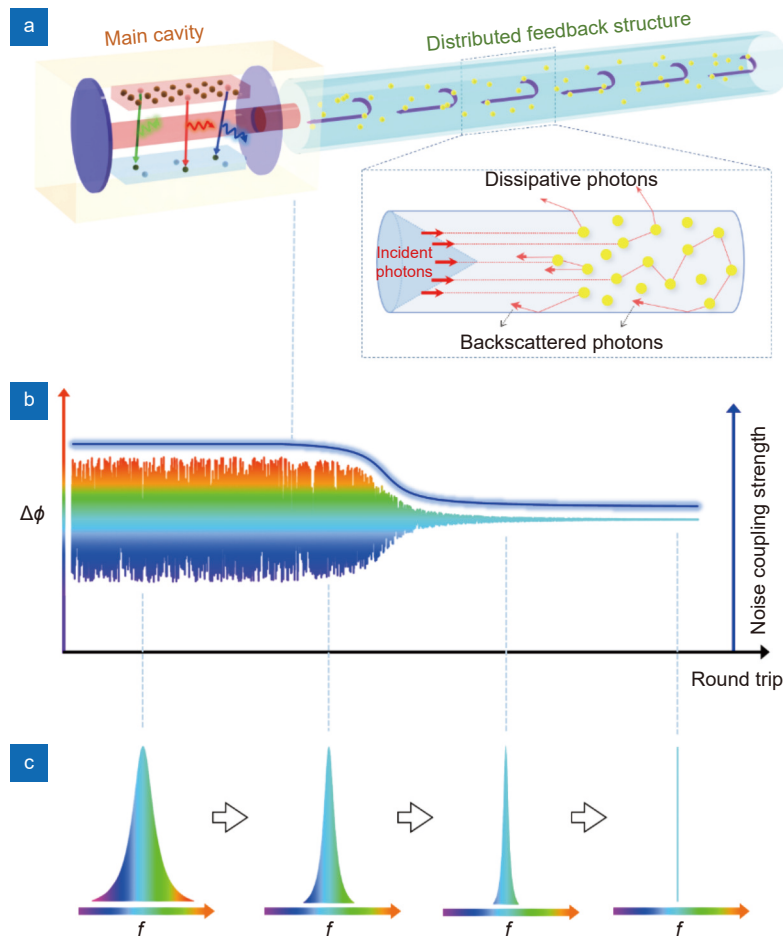 a
Main cavity
Distributed feedback structure
Dissipative photons
Incident
photons
Backscattered photons
b
Δϕ
Noise coupling strength
Round trip
c
f
f
f
f